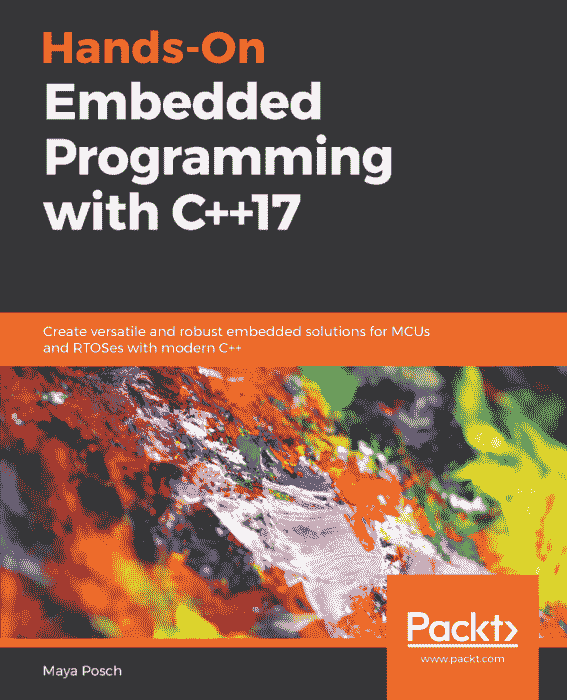 Hands-On
Embedded
Programming
with C++17
Create versatile and robust embedded solutions for MCUs
and RTOSes with modern C++
Packt>
www.packt.com
Maya Posch